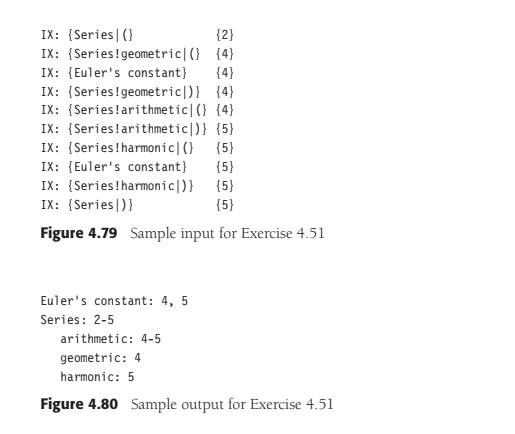 IX: {Series|(} {2}
IX: {Series!geometric|(} {4}
IX: {Euler's constant} {4}
IX: {Series!geometric|)} {4}
IX: {Series!arithmetic|(} {4}
IX: {Series!arithmetic|)} {5}
IX: {Series!harmonic|(} {5}
IX: {Euler's constant} {5}
IX: {Series!harmonic|)} {5}
IX: {Series|)} {5}
Figure 4.79 Sample input for Exercise 4.51
Euler's constant: 4, 5
Series: 2-5
arithmetic: 4-5
geometric: 4
harmonic: 5
Figure 4.80 Sample output for Exercise 4.51